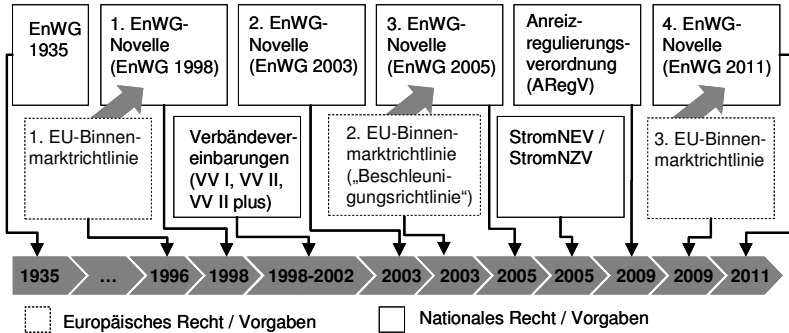 EnWG
1935
1. EnWG-
Novelle
(EnWG 1998)
2. EnWG-
Novelle
(EnWG 2003)
3. EnWG-
Novelle
(EnWG 2005)
Anreiz-
regulierungs-
verordnung
(ARegV)
4. EnWG-
Novelle
(EnWG 2011)
1. EU-Binnen-
marktrichtlinie
Verbändever-
einbarungen
(VV I, VV II,
VV II plus)
2. EU-Binnen-
marktrichtlinie
(„Beschleuni-
gungsrichtlinie“)
StromNEV /
StromNZV
3. EU-Binnen-
marktrichtlinie
1935 ... 1996 1998 1998-2002 2003 2003 2005 2005 2009 2009 2011
Europäisches Recht / Vorgaben
Nationales Recht / Vorgaben